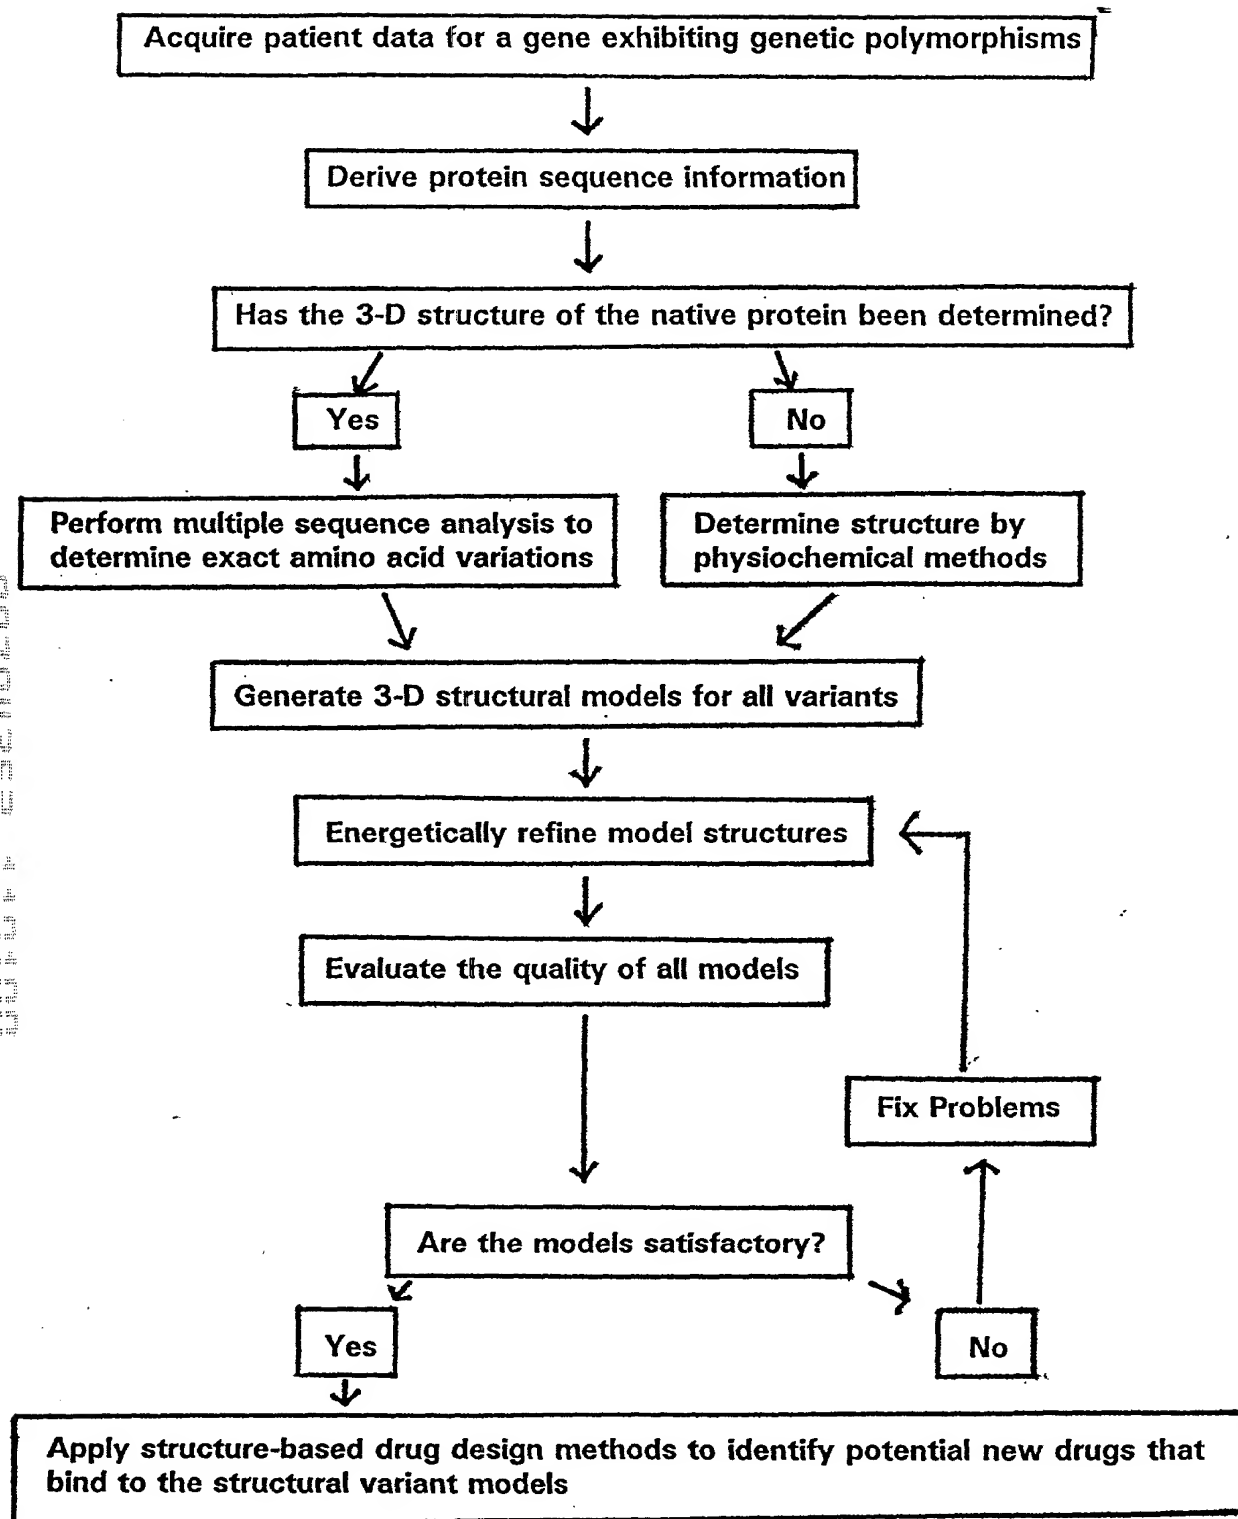 Acquire patient data for a gene exhibiting genetic polymorphisms
Derive protein sequence information
Has the 3-D structure of the native protein been determined?
Yes
No
Perform multiple sequence analysis to
determine exact amino acid variations
Determine structure by
physiochemical methods
Generate 3-D structural models for all variants
Energetically refine model structures
Evaluate the quality of all models
Fix Problems
Are the models satisfactory?
Yes
No
Apply structure-based drug design methods to identify potential new drugs that
bind to the structural variant models